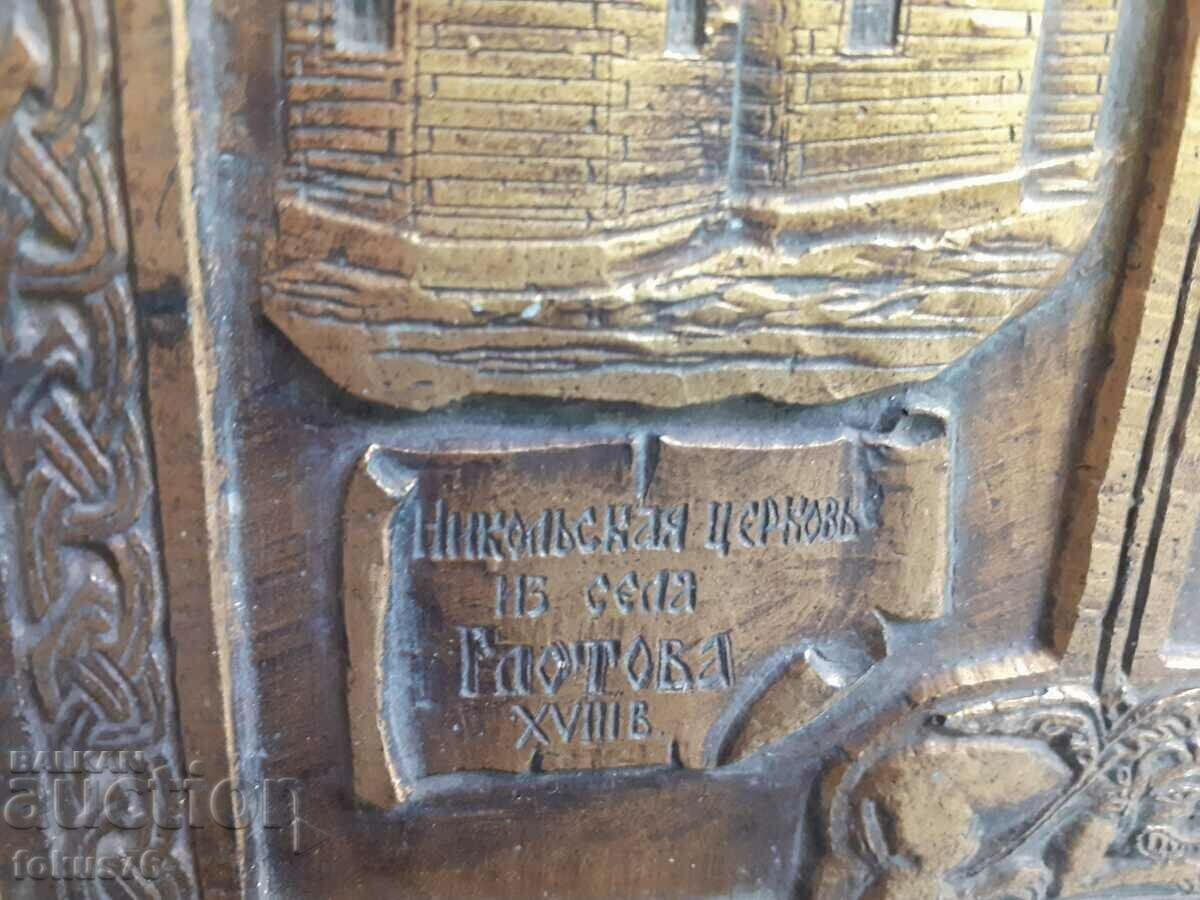 Никольская церковь
из села
Глотова
XVIII в.
BALKAN
auction
fokus76